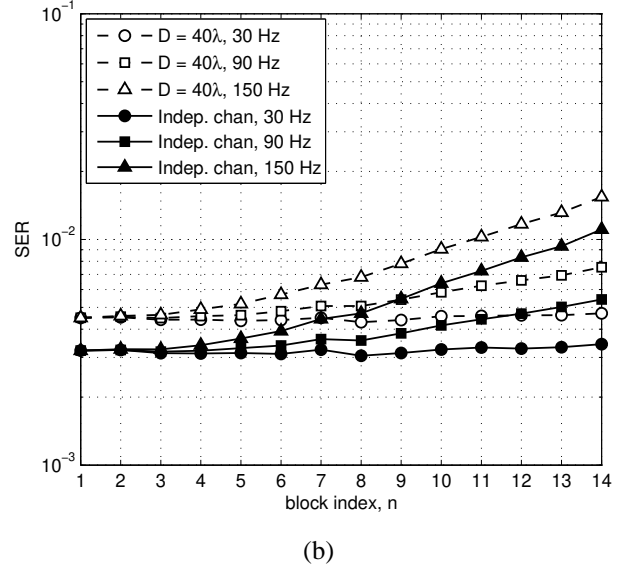 10⁻¹
D = 40λ, 30 Hz
D = 40λ, 90 Hz
D = 40λ, 150 Hz
Indep. chan, 30 Hz
Indep. chan, 90 Hz
Indep. chan, 150 Hz
SER
10⁻²
10⁻³
1 2 3 4 5 6 7 8 9 10 11 12 13 14
block index, n
(b)